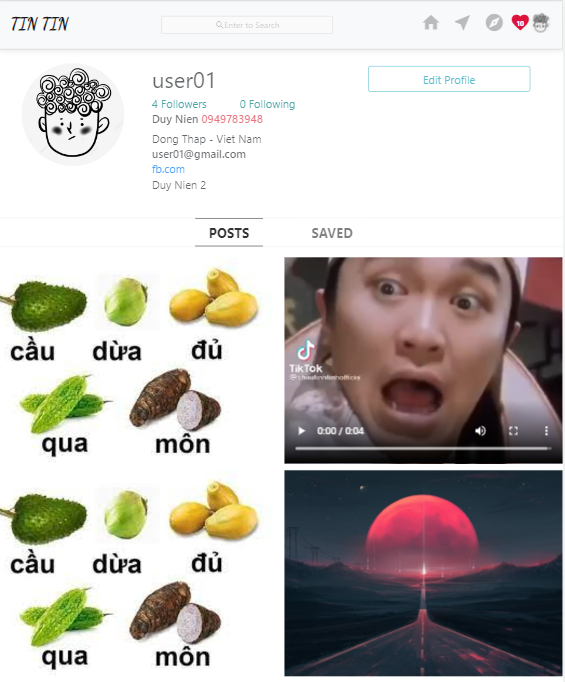 TIN TIN
Enter to Search
10
user01
Edit Profile
4 Followers 0 Following
Duy Nien 0949783948
Dong Thap - Viet Nam
user01@gmail.com
fb.com
Duy Nien 2
POSTS SAVED
cầu dừa đủ
qua môn
TikTok
0:00 / 0:04
cầu dừa đủ
qua môn